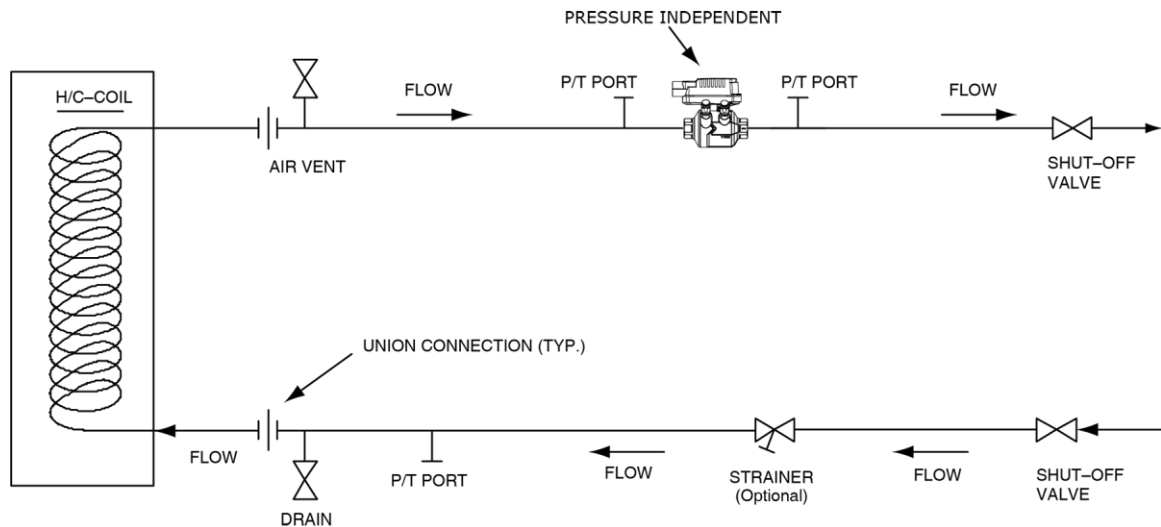 PRESSURE INDEPENDENT
H/C–COIL
FLOW
P/T PORT
P/T PORT
FLOW
AIR VENT
SHUT–OFF
VALVE
UNION CONNECTION (TYP.)
FLOW
DRAIN
P/T PORT
FLOW
STRAINER
(Optional)
FLOW
SHUT–OFF
VALVE